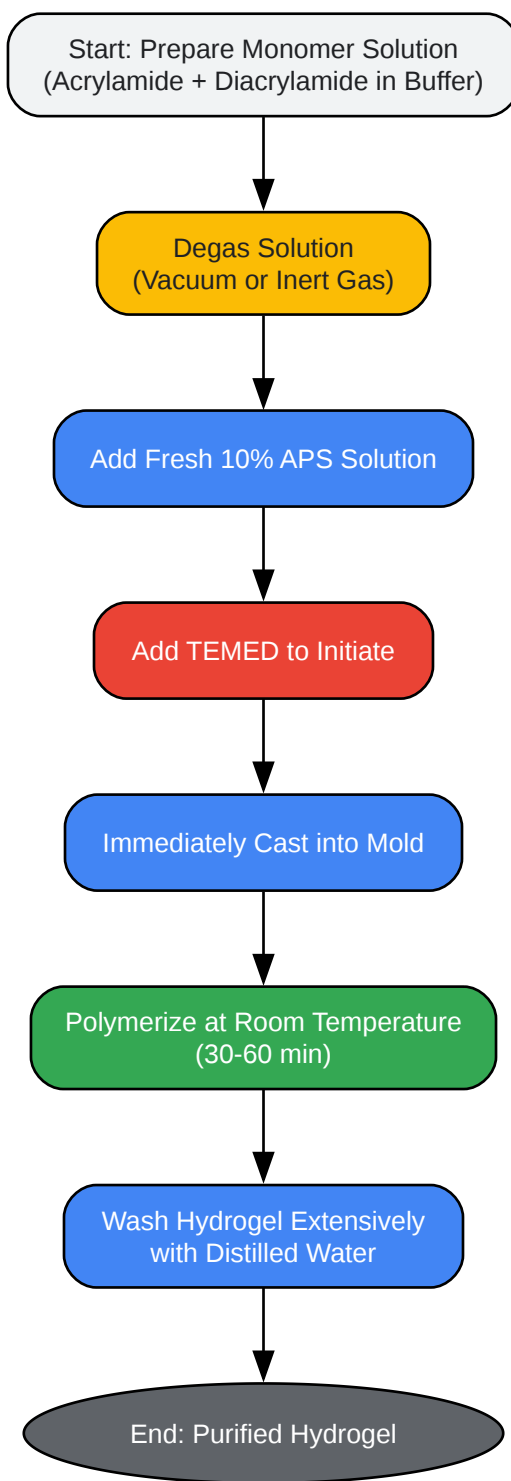 Start: Prepare Monomer Solution
(Acrylamide + Diacrylamide in Buffer)
Degas Solution
(Vacuum or Inert Gas)
Add Fresh 10% APS Solution
Add TEMED to Initiate
Immediately Cast into Mold
Polymerize at Room Temperature
(30-60 min)
Wash Hydrogel Extensively
with Distilled Water
End: Purified Hydrogel